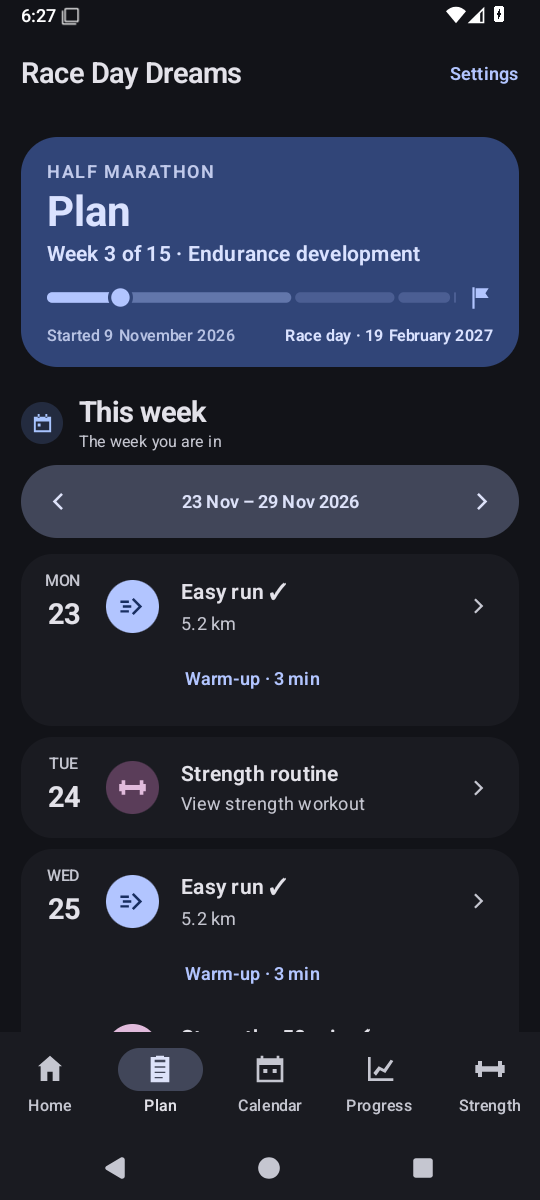 6:27
Race Day Dreams
Settings
HALF MARATHON
Plan
Week 3 of 15 · Endurance development
Started 9 November 2026
Race day · 19 February 2027
This week
The week you are in
23 Nov – 29 Nov 2026
MON
23
Easy run ✓
5.2 km
Warm-up · 3 min
TUE
24
Strength routine
View strength workout
WED
25
Easy run ✓
5.2 km
Warm-up · 3 min
Home
Plan
Calendar
Progress
Strength